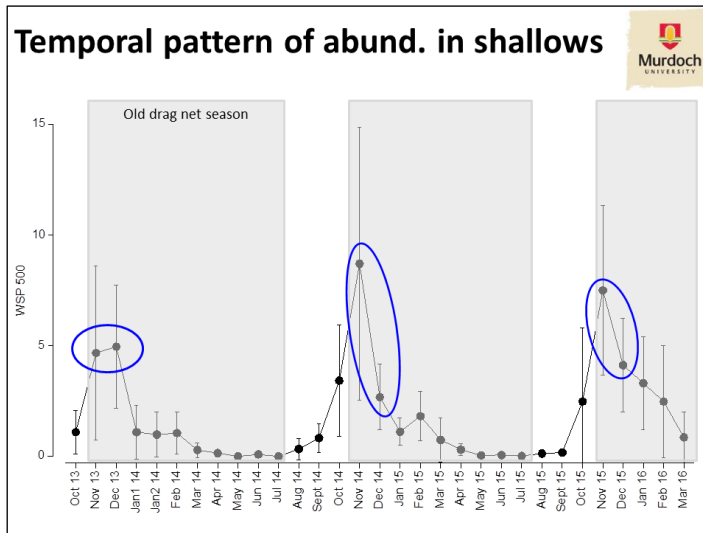 Temporal pattern of abund. in shallows
Murdoch
UNIVERSITY
Old drag net season
15
10
5
0
WSP 500
Oct 13
Nov 13
Dec 13
Jan1 14
Jan2 14
Feb 14
Mar 14
Apr 14
May 14
Jun 14
Jul 14
Aug 14
Sept 14
Oct 14
Nov 14
Dec 14
Jan 15
Feb 15
Mar 15
Apr 15
May 15
Jun 15
Jul 15
Aug 15
Sept 15
Oct 15
Nov 15
Dec 15
Jan 16
Feb 16
Mar 16